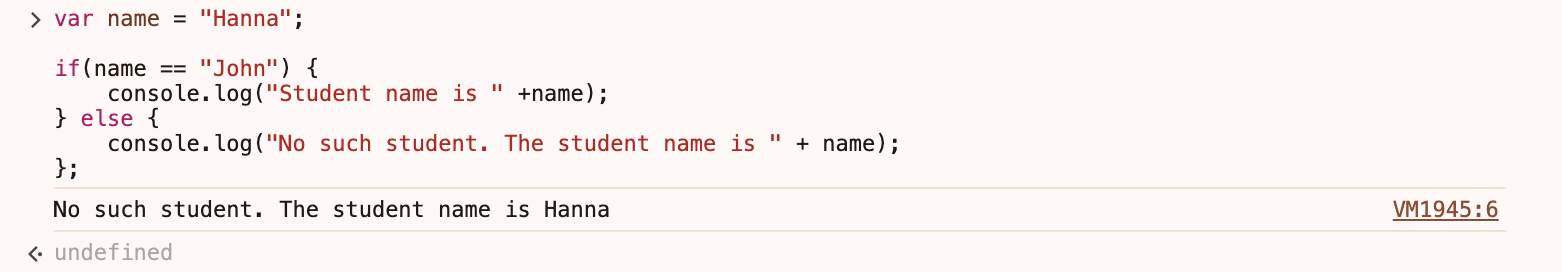 var name = "Hanna";
if(name == "John") {
    console.log("Student name is " +name);
} else {
    console.log("No such student. The student name is " + name);
};
No such student. The student name is Hanna VM1945:6
undefined